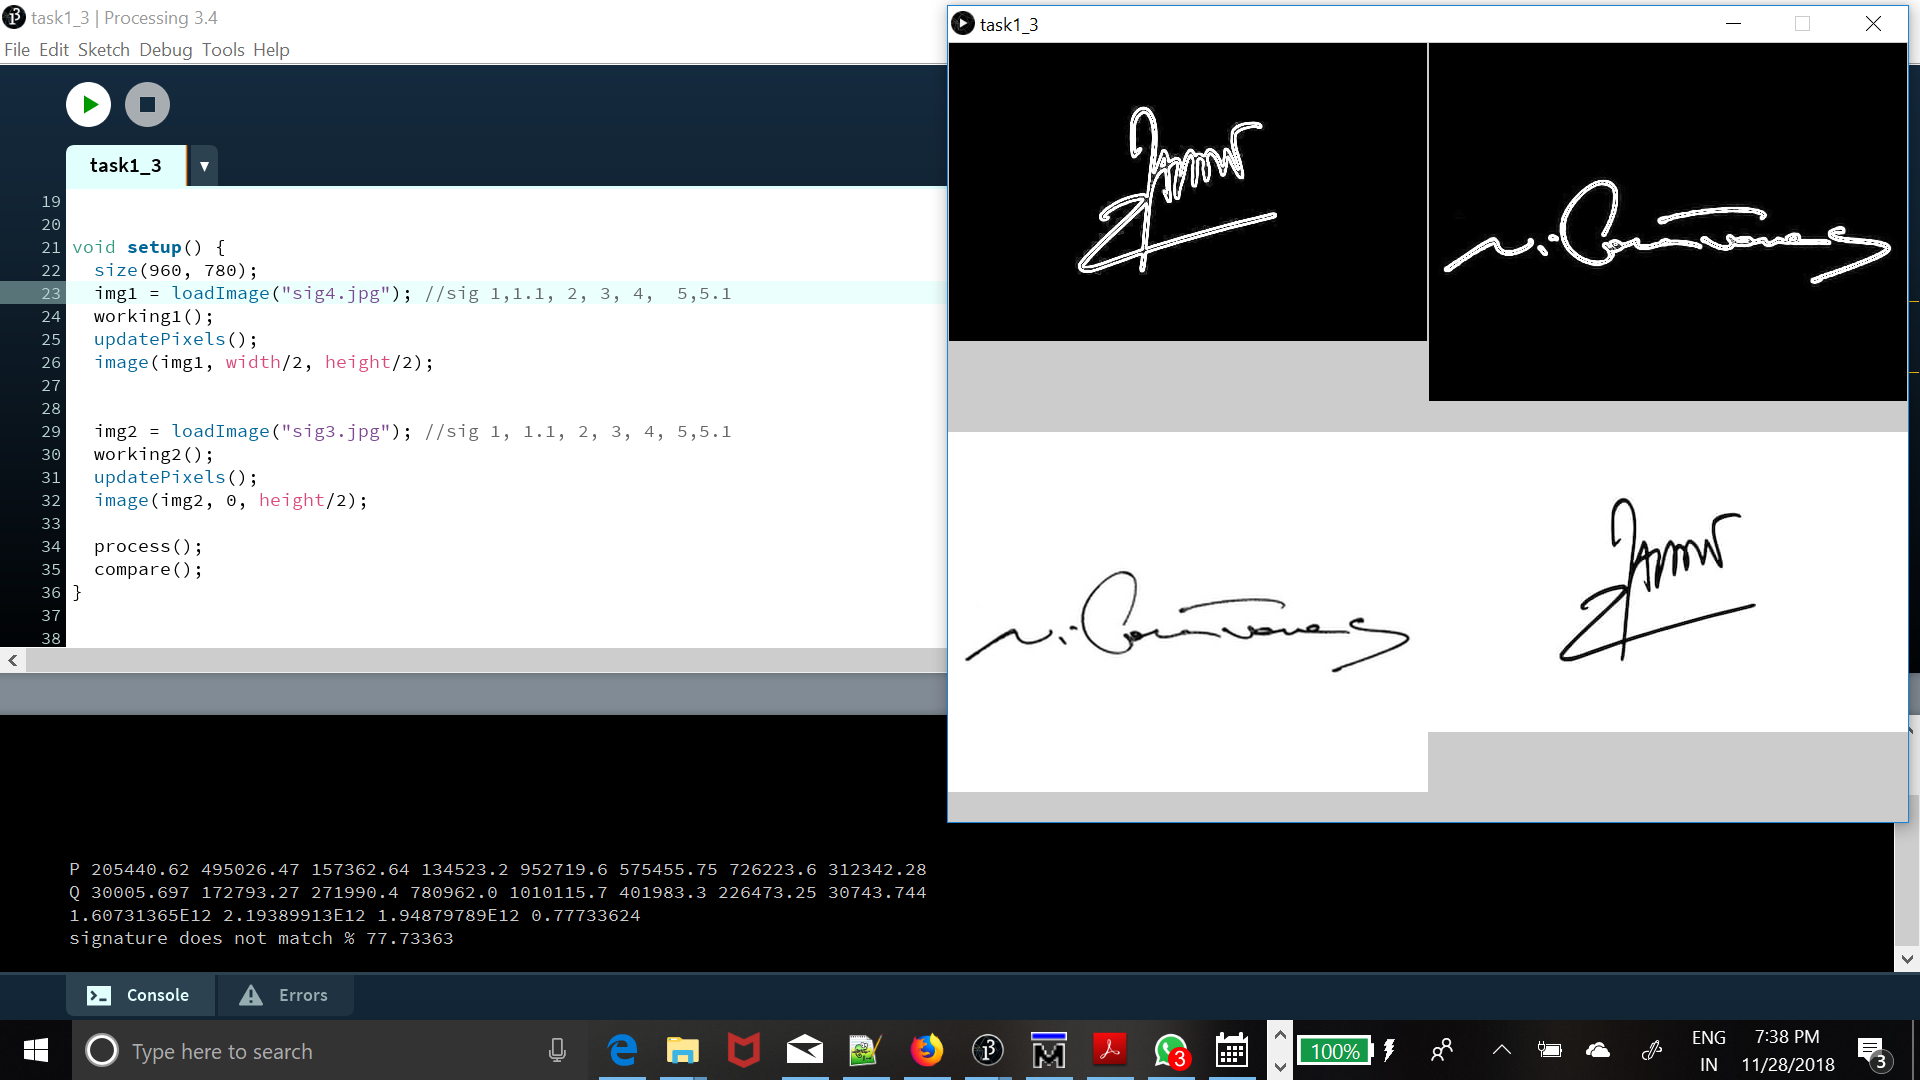 task1_3 | Processing 3.4
File Edit Sketch Debug Tools Help
task1_3
19
20
21 void setup() {
22 size(960, 780);
23 img1 = loadImage("sig4.jpg"); //sig 1,1.1, 2, 3, 4,  5,5.1
24 working1();
25 updatePixels();
26 image(img1, width/2, height/2);
27
28
29 img2 = loadImage("sig3.jpg"); //sig 1, 1.1, 2, 3, 4, 5,5.1
30 working2();
31 updatePixels();
32 image(img2, 0, height/2);
33
34 process();
35 compare();
36 }
37
38
task1_3
P 205440.62 495026.47 157362.64 134523.2 952719.6 575455.75 726223.6 312342.28
Q 30005.697 172793.27 271990.4 780962.0 1010115.7 401983.3 226473.25 30743.744
1.60731365E12 2.19389913E12 1.94879789E12 0.77733624
signature does not match % 77.73363
Console Errors
Type here to search
3
100%
ENG
IN
7:38 PM
11/28/2018
3